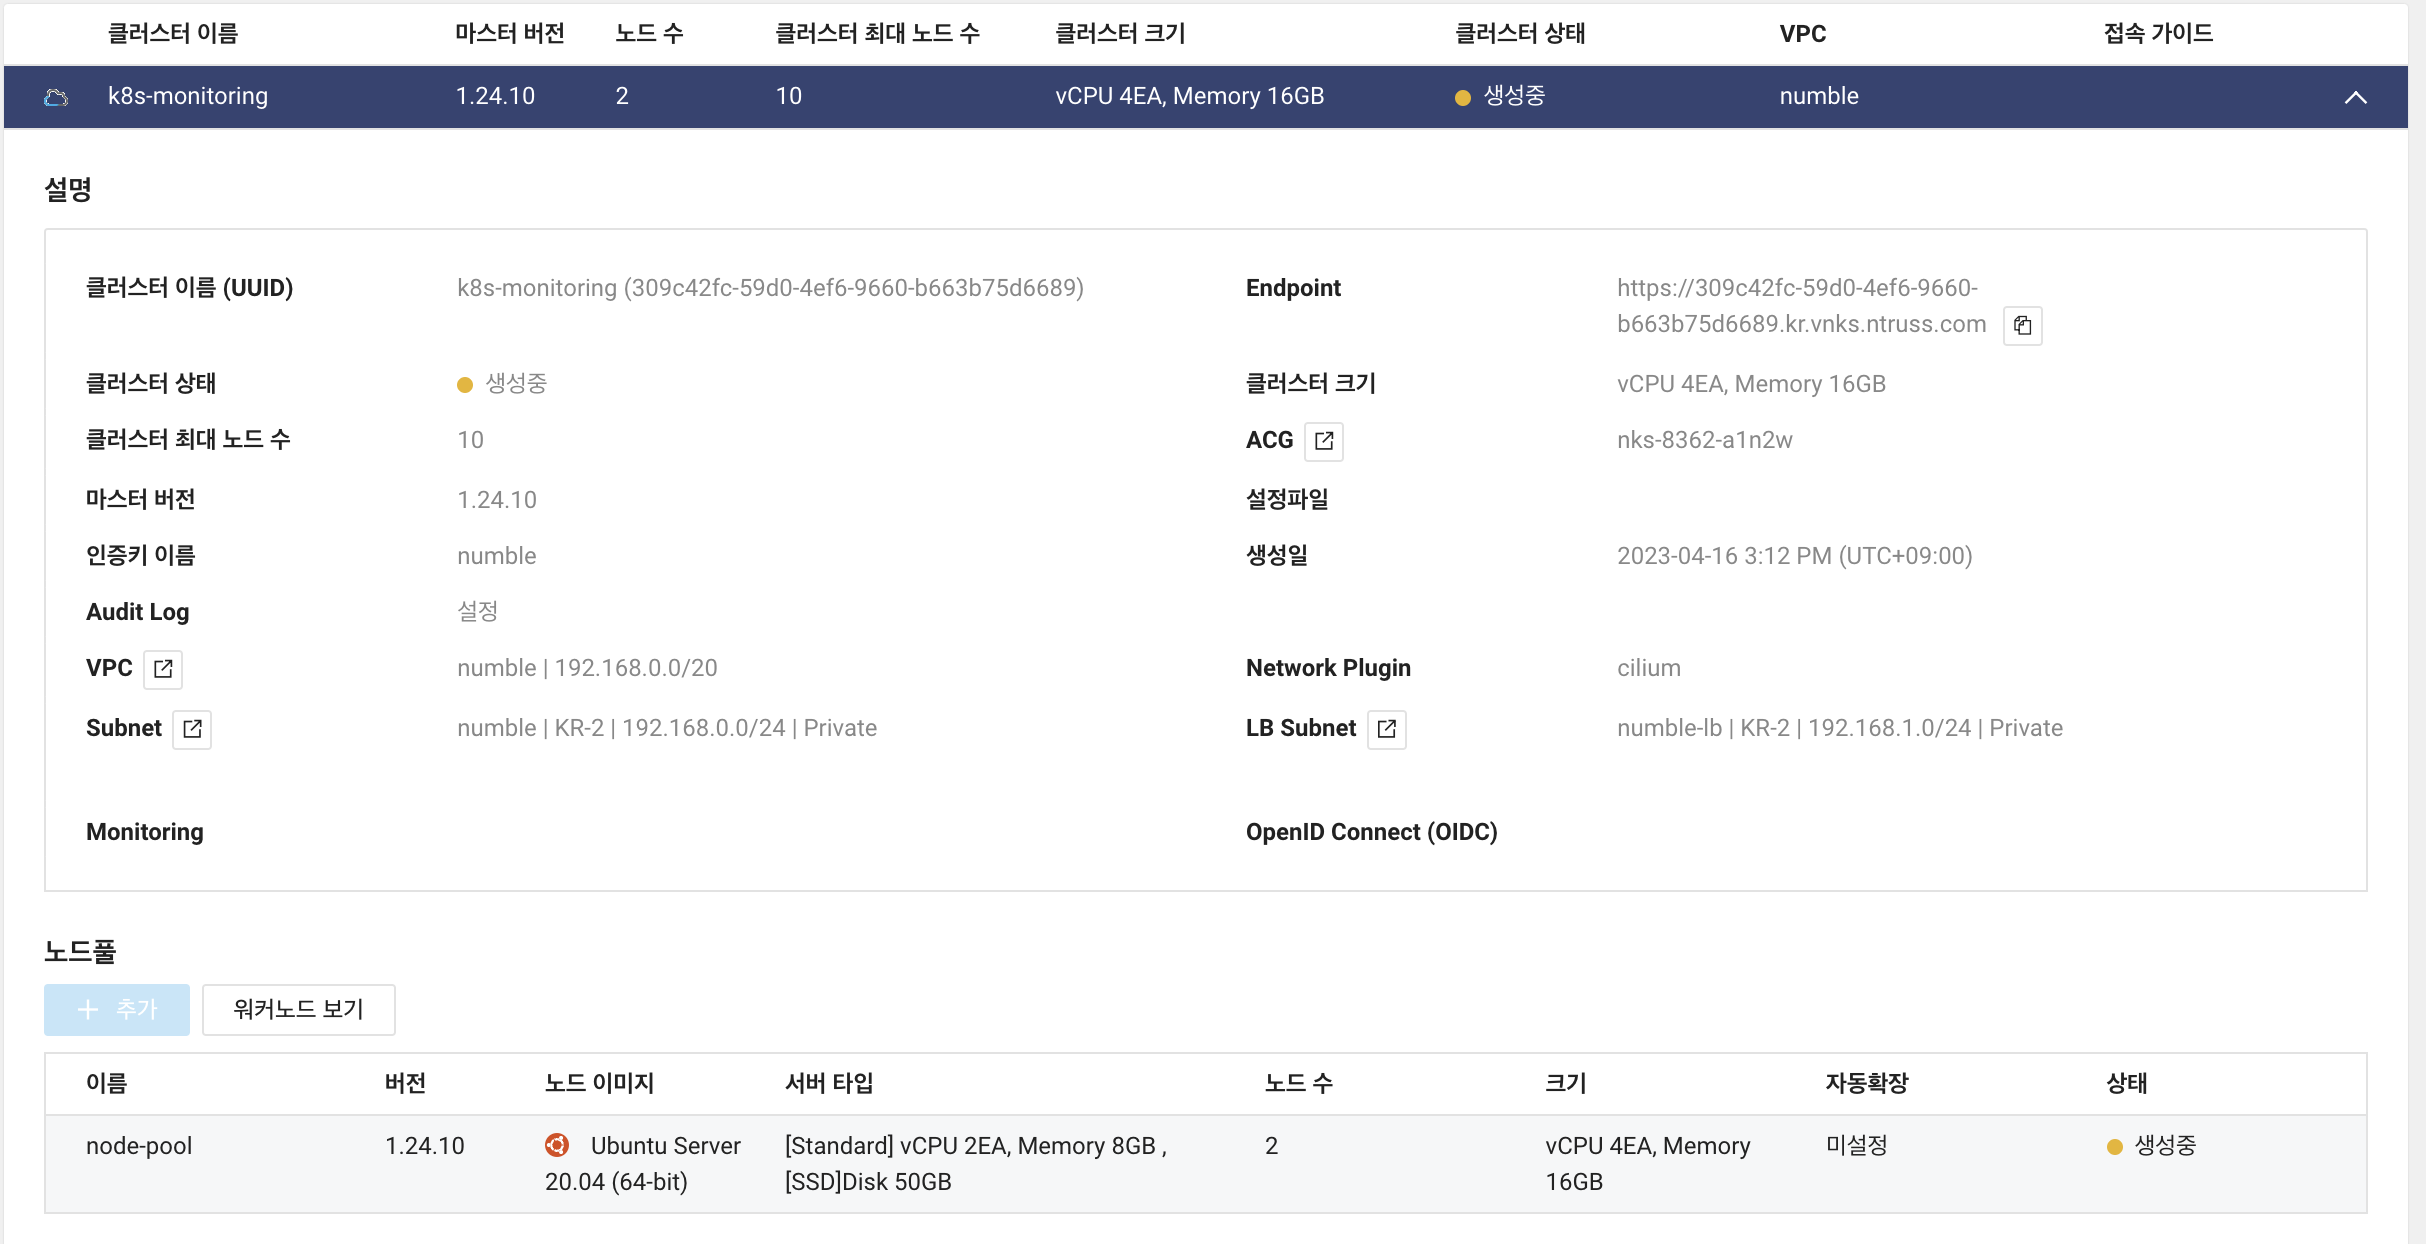 클러스터 이름 마스터 버전 노드 수 클러스터 최대 노드 수 클러스터 크기 클러스터 상태 VPC 접속 가이드
k8s-monitoring 1.24.10 2 10 vCPU 4EA, Memory 16GB 생성중 numble
설명
클러스터 이름 (UUID) k8s-monitoring (309c42fc-59d0-4ef6-9660-b663b75d6689) Endpoint https://309c42fc-59d0-4ef6-9660-
b663b75d6689.kr.vnks.ntruss.com
클러스터 상태 생성중 클러스터 크기 vCPU 4EA, Memory 16GB
클러스터 최대 노드 수 10 ACG nks-8362-a1n2w
마스터 버전 1.24.10 설정파일
인증키 이름 numble 생성일 2023-04-16 3:12 PM (UTC+09:00)
Audit Log 설정
VPC numble | 192.168.0.0/20 Network Plugin cilium
Subnet numble | KR-2 | 192.168.0.0/24 | Private LB Subnet numble-lb | KR-2 | 192.168.1.0/24 | Private
Monitoring OpenID Connect (OIDC)
노드풀
+ 추가 워커노드 보기
이름 버전 노드 이미지 서버 타입 노드 수 크기 자동확장 상태
node-pool 1.24.10 Ubuntu Server [Standard] vCPU 2EA, Memory 8GB , 2 vCPU 4EA, Memory 미설정 생성중
20.04 (64-bit) [SSD]Disk 50GB 16GB